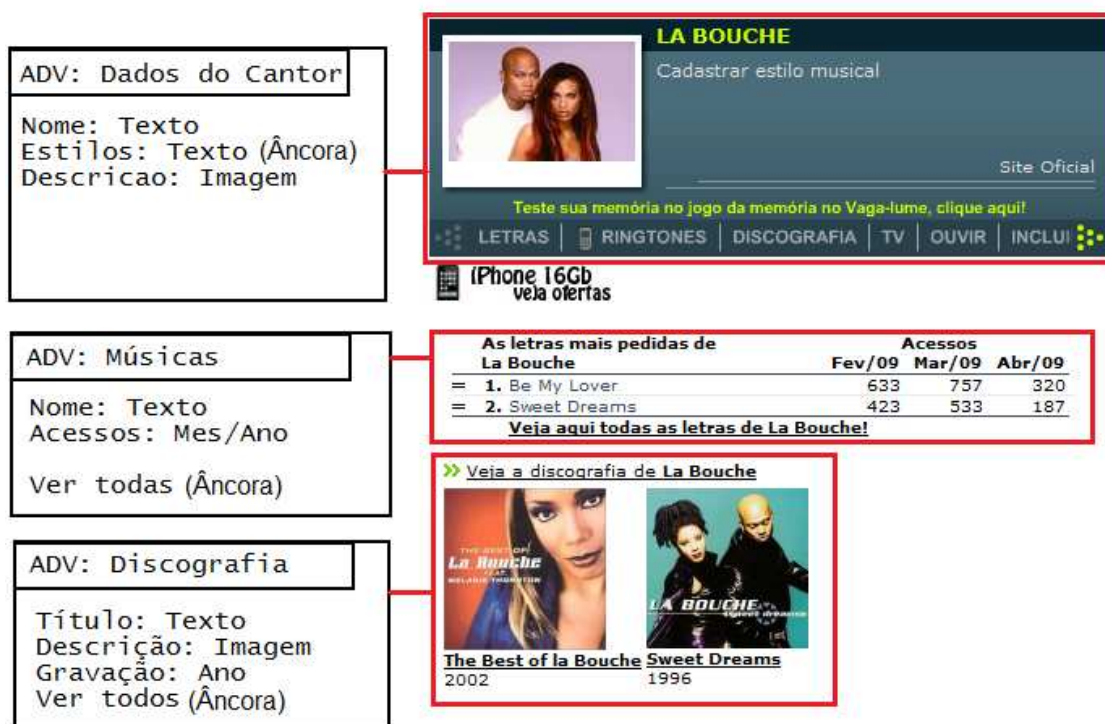 ADV: Dados do Cantor
Nome: Texto
Estilos: Texto (Âncora)
Descricao: Imagem
LA BOUCHE
Cadastrar estilo musical
Site Oficial
Teste sua memória no jogo da memória no Vaga-lume, clique aqui!
LETRAS | RINGTONES | DISCOGRAFIA | TV | OUVIR | INCLUI
iPhone 16Gb
veja ofertas
ADV: Músicas
Nome: Texto
Acessos: Mes/Ano
Ver todas (Âncora)
As letras mais pedidas de Acessos
La Bouche Fev/09 Mar/09 Abr/09
= 1. Be My Lover 633 757 320
= 2. Sweet Dreams 423 533 187
Veja aqui todas as letras de La Bouche!
ADV: Discografia
Título: Texto
Descrição: Imagem
Gravação: Ano
Ver todos (Âncora)
Veja a discografia de La Bouche
THE BEST OF
La Bouche
FEAT.
MELANIE THORNTON
LA BOUCHE
sweet dreams
The Best of la Bouche Sweet Dreams
2002 1996